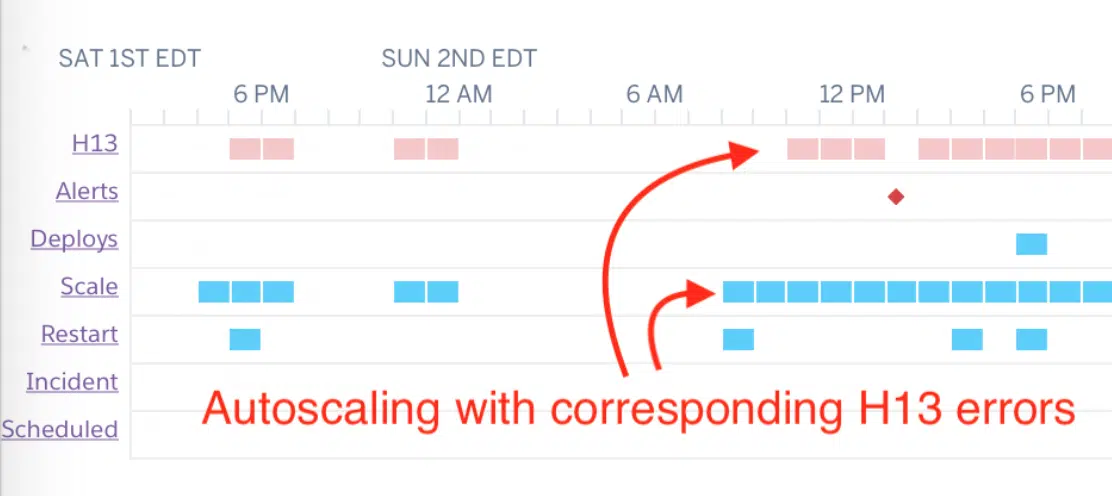 SAT 1ST EDT SUN 2ND EDT
6 PM 12 AM 6 AM 12 PM 6 PM
H13
Alerts
Deploys
Scale
Restart
Incident
Autoscaling with corresponding H13 errors
Scheduled